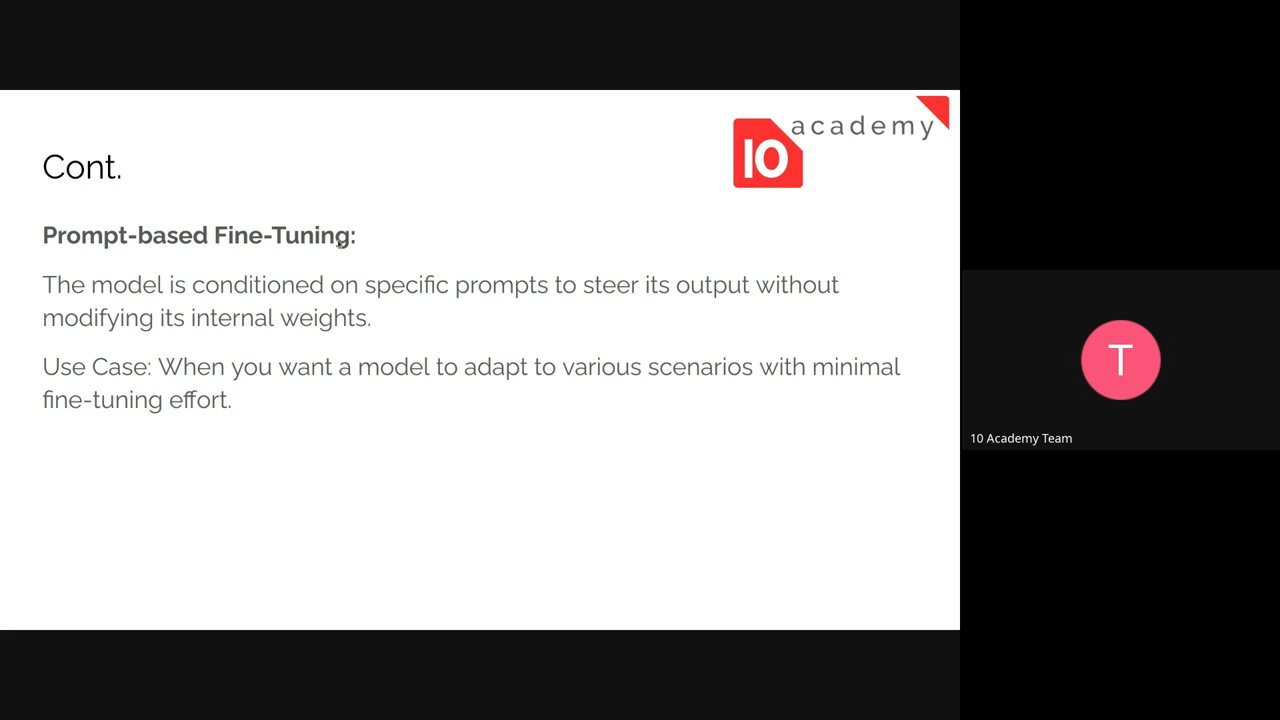 10 academy
Cont.
Prompt-based Fine-Tuning:
The model is conditioned on specific prompts to steer its output without
modifying its internal weights.
Use Case: When you want a model to adapt to various scenarios with minimal
fine-tuning effort.
T
10 Academy Team